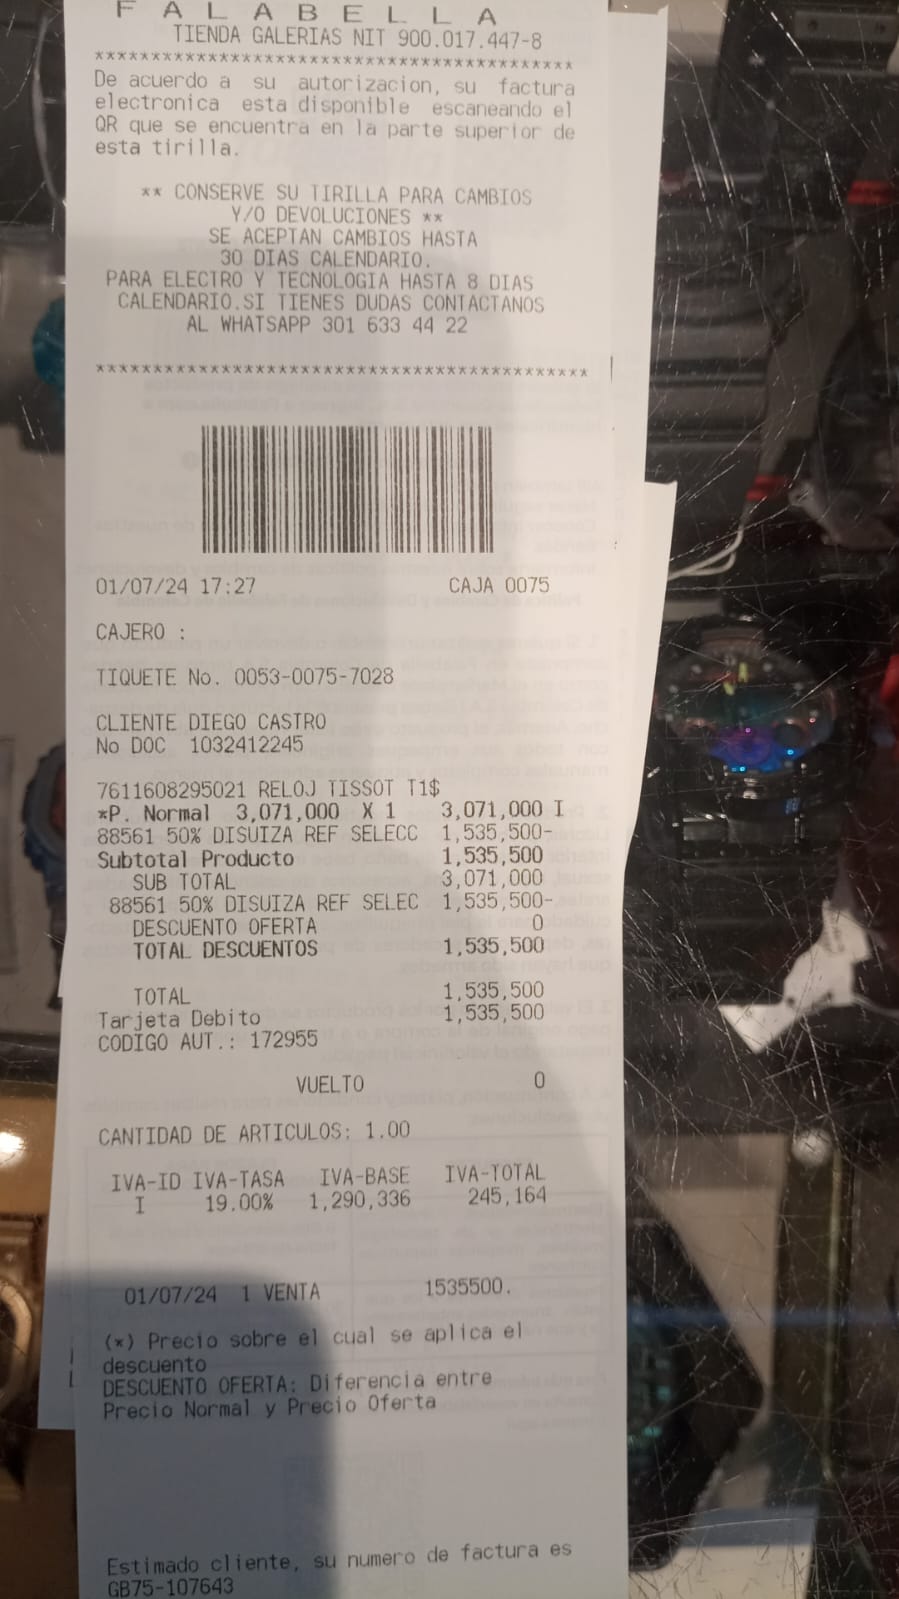 FALABELLA
TIENDA GALERIAS NIT 900.017.447-8
******************************************
De acuerdo a su autorizacion, su factura
electronica esta disponible escaneando el
QR que se encuentra en la parte superior de
esta tirilla.
** CONSERVE SU TIRILLA PARA CAMBIOS
Y/O DEVOLUCIONES **
SE ACEPTAN CAMBIOS HASTA
30 DIAS CALENDARIO.
PARA ELECTRO Y TECNOLOGIA HASTA 8 DIAS
CALENDARIO.SI TIENES DUDAS CONTACTANOS
AL WHATSAPP 301 633 44 22
*******************************************
01/07/24 17:27 CAJA 0075
CAJERO :
TIQUETE No. 0053-0075-7028
CLIENTE DIEGO CASTRO
No DOC 1032412245
7611608295021 RELOJ TISSOT T1$
*P. Normal 3,071,000 X 1 3,071,000 I
88561 50% DISUIZA REF SELECC 1,535,500-
Subtotal Producto 1,535,500
SUB TOTAL 3,071,000
88561 50% DISUIZA REF SELEC 1,535,500-
DESCUENTO OFERTA 0
TOTAL DESCUENTOS 1,535,500
TOTAL 1,535,500
Tarjeta Debito 1,535,500
CODIGO AUT.: 172955
VUELTO 0
CANTIDAD DE ARTICULOS: 1.00
IVA-ID IVA-TASA IVA-BASE IVA-TOTAL
I 19.00% 1,290,336 245,164
01/07/24 1 VENTA 1535500.
(*) Precio sobre el cual se aplica el
descuento
DESCUENTO OFERTA: Diferencia entre
Precio Normal y Precio Oferta
Estimado cliente, su numero de factura es
GB75-107643